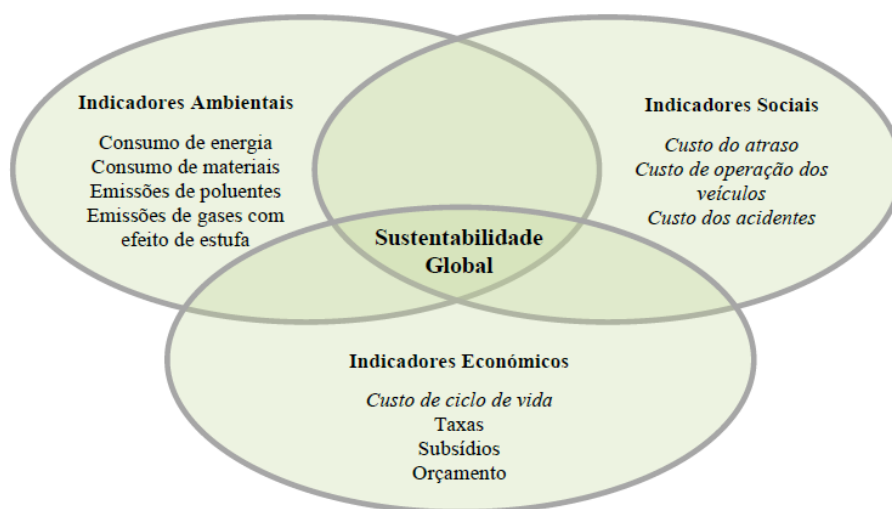 Indicadores Ambientais
Consumo de energia
Consumo de materiais
Emissões de poluentes
Emissões de gases com
efeito de estufa
Indicadores Sociais
Custo do atraso
Custo de operação dos
veículos
Custo dos acidentes
Sustentabilidade
Global
Indicadores Económicos
Custo de ciclo de vida
Taxas
Subsídios
Orçamento